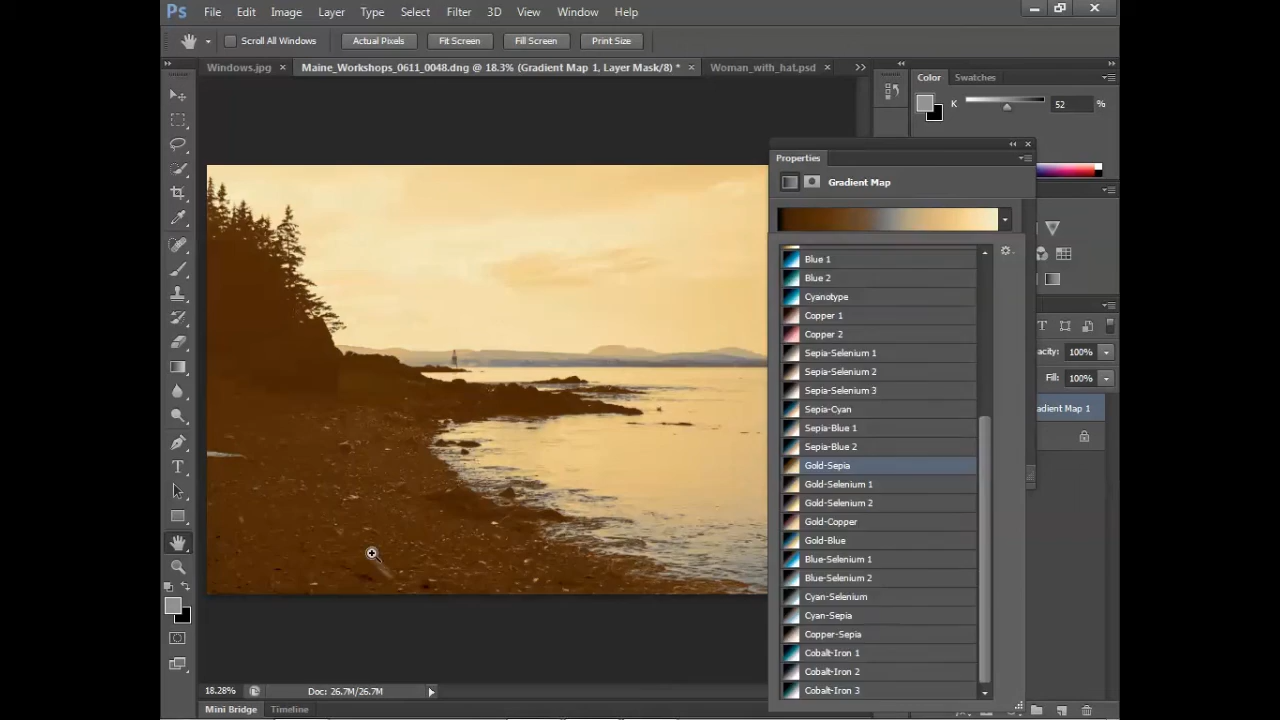 Ps File Edit Image Layer Type Select Filter 3D View Window Help
Scroll All Windows Actual Pixels Fit Screen Fill Screen Print Size
Windows.jpg × Maine_Workshops_0611_0048.dng @ 18.3% (Gradient Map 1, Layer Mask/8) * × Woman_with_hat.psd ×
Color Swatches
K 52 %
Properties
Gradient Map
Blue 1
Blue 2
Cyanotype
Copper 1
Copper 2
Sepia-Selenium 1
Sepia-Selenium 2
Sepia-Selenium 3
Sepia-Cyan
Sepia-Blue 1
Sepia-Blue 2
Gold-Sepia
Gold-Selenium 1
Gold-Selenium 2
Gold-Copper
Gold-Blue
Blue-Selenium 1
Blue-Selenium 2
Cyan-Selenium
Cyan-Sepia
Copper-Sepia
Cobalt-Iron 1
Cobalt-Iron 2
Cobalt-Iron 3
T
pacity: 100%
Fill: 100%
adient Map 1
18.28% Doc: 26.7M/26.7M
Mini Bridge Timeline